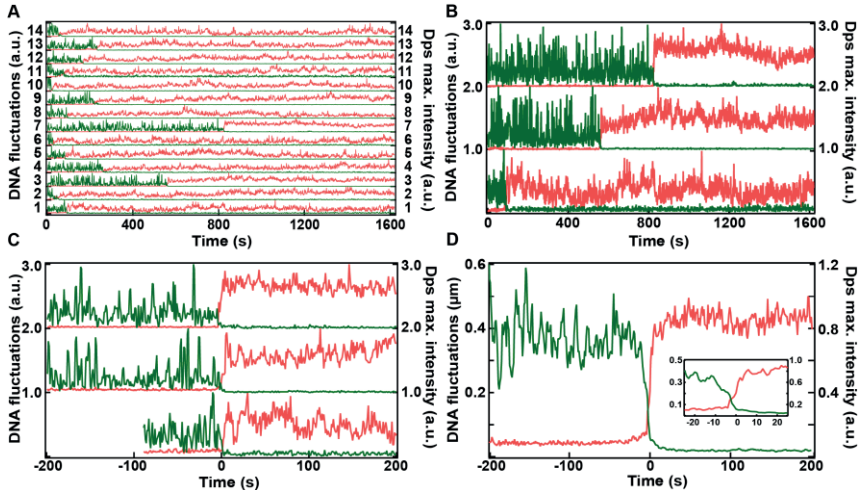 A
DNA fluctuations (a.u.)
14
13
12
11
10
9
8
7
6
5
4
3
2
1
14
13
12
11
10
9
8
7
6
5
4
3
2
1
Dps max. intensity (a.u.)
0 400 800 1200 1600
Time (s)
B
DNA fluctuations (a.u.)
3.0
2.0
1.0
0
3.0
2.0
1.0
0
Dps max. intensity (a.u.)
0 400 800 1200 1600
Time (s)
C
DNA fluctuations (a.u.)
3.0
2.0
1.0
3.0
2.0
1.0
Dps max. intensity (a.u.)
-200 -100 0 100 200
Time (s)
D
DNA fluctuations (µm)
0.6
0.4
0.2
1.2
0.8
0.4
Dps max. intensity (a.u.)
0.5
0.3
0.1
1.0
0.6
0.2
-20 -10 0 10 20
-200 -100 0 100 200
Time (s)